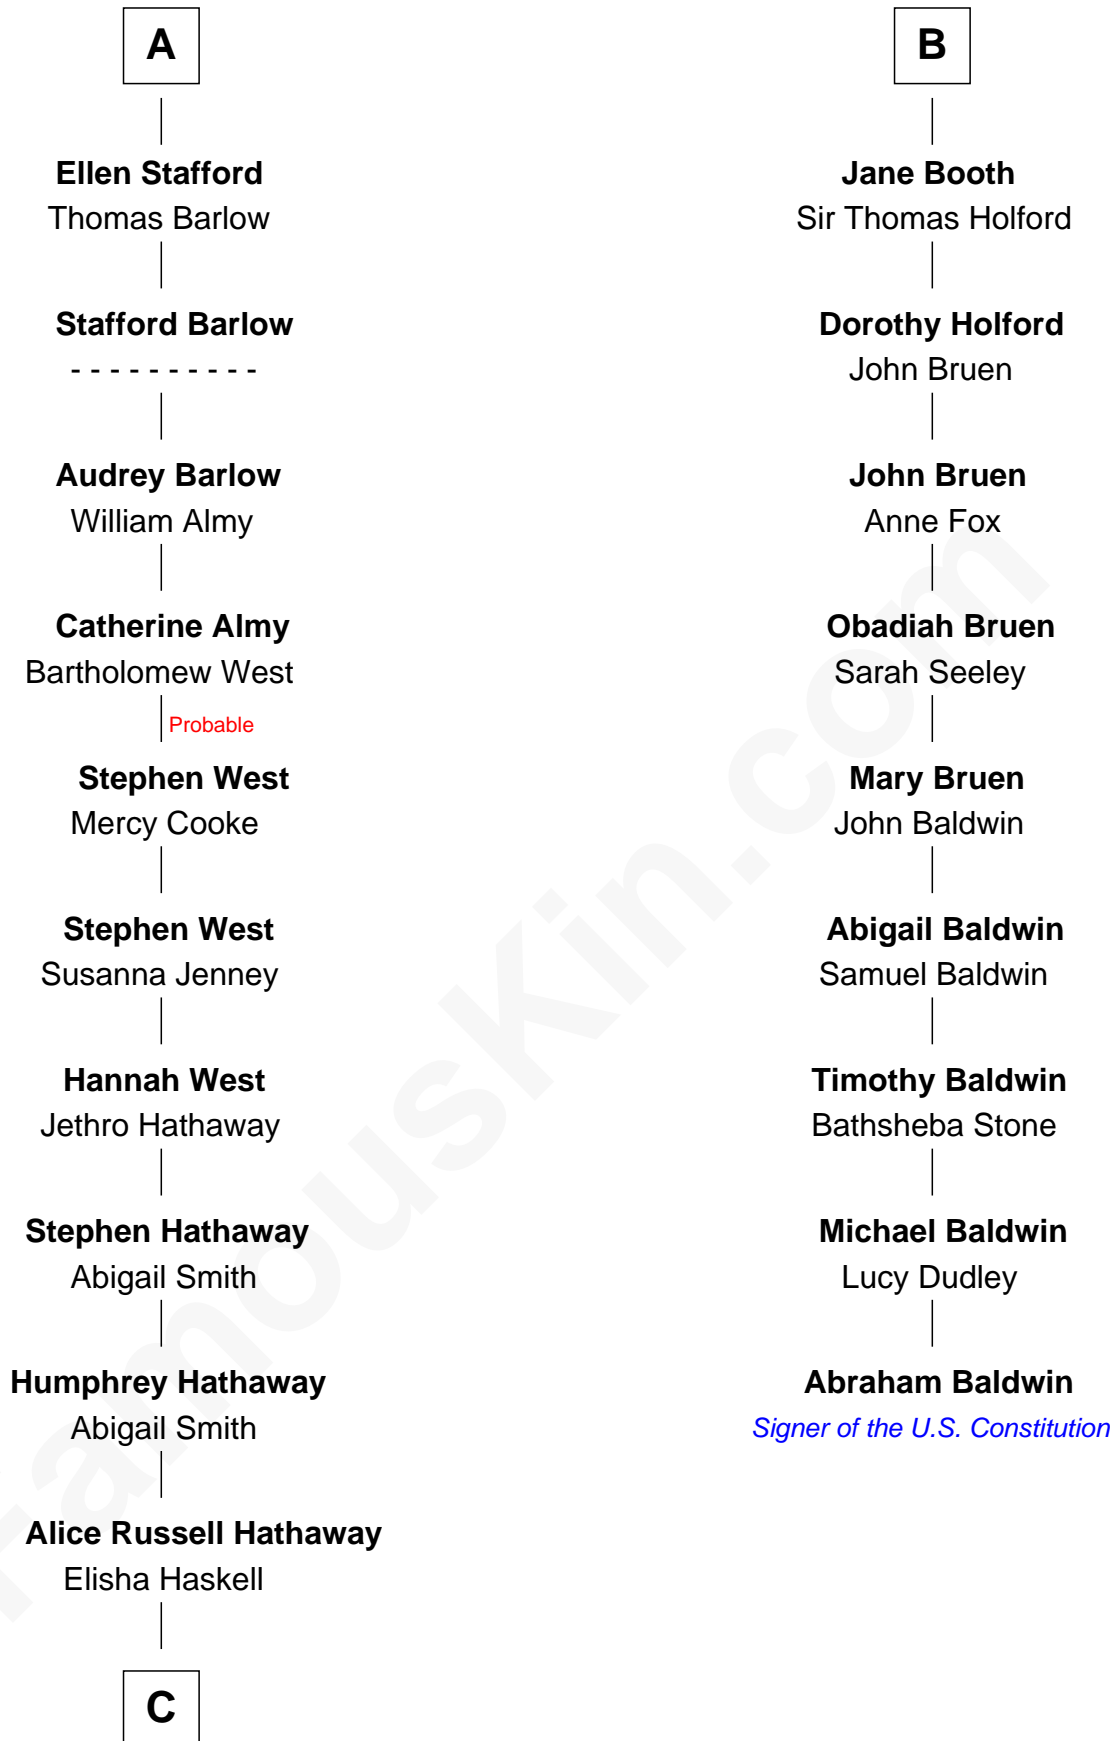 A
Ellen Stafford
Thomas Barlow
Stafford Barlow
- - - - - - - - - -
Audrey Barlow
William Almy
Catherine Almy
Bartholomew West
Probable
Stephen West
Mercy Cooke
Stephen West
Susanna Jenney
Hannah West
Jethro Hathaway
Stephen Hathaway
Abigail Smith
Humphrey Hathaway
Abigail Smith
Alice Russell Hathaway
Elisha Haskell
C
B
Jane Booth
Sir Thomas Holford
Dorothy Holford
John Bruen
John Bruen
Anne Fox
Obadiah Bruen
Sarah Seeley
Mary Bruen
John Baldwin
Abigail Baldwin
Samuel Baldwin
Timothy Baldwin
Bathsheba Stone
Michael Baldwin
Lucy Dudley
Abraham Baldwin
Signer of the U.S. Constitution
FamousKin.com